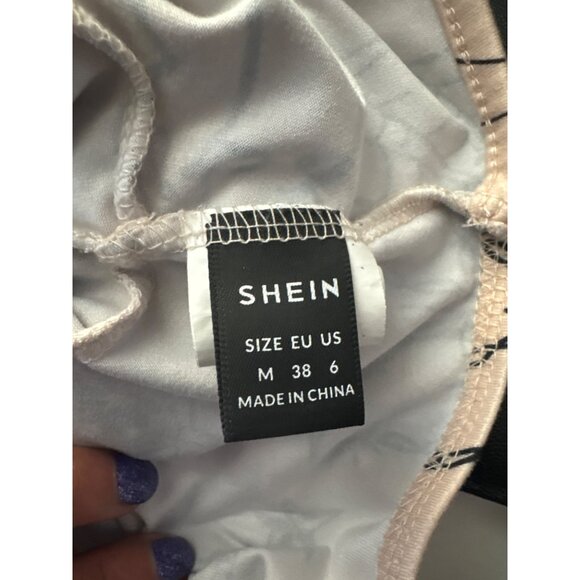 SHEIN
SIZE EU US
M 38 6
MADE IN CHINA